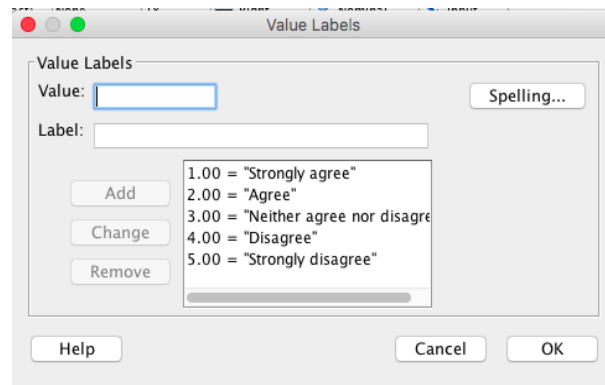 Value Labels
Value Labels
Value:
Spelling...
Label:
1.00 = "Strongly agree"
Add
2.00 = "Agree"
3.00 = "Neither agree nor disagre
Change
4.00 = "Disagree"
5.00 = "Strongly disagree"
Remove
Help
Cancel
OK